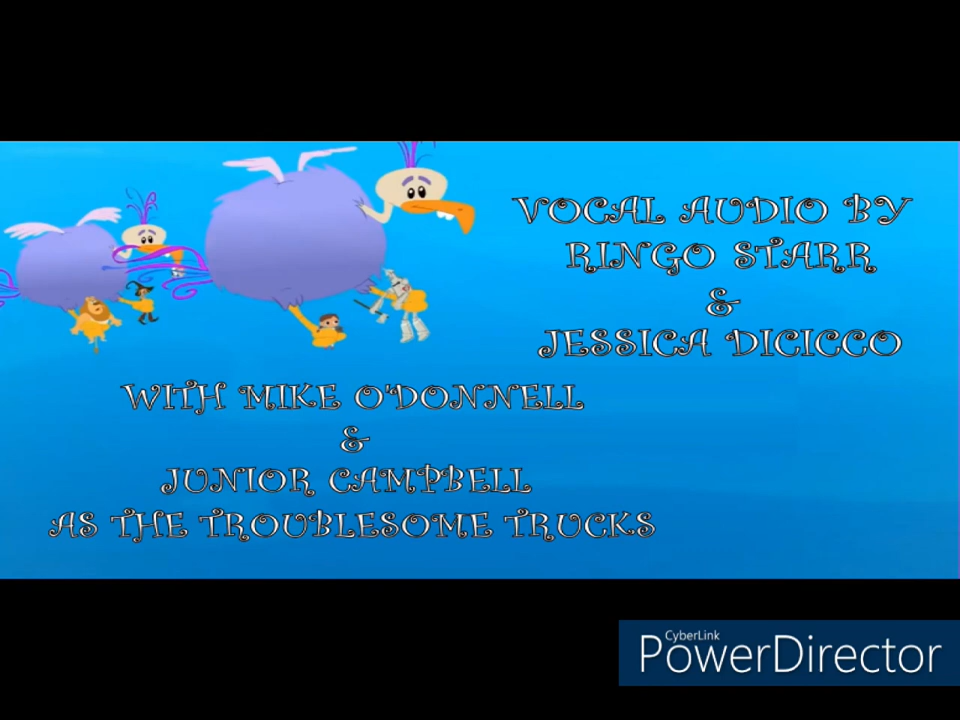 VOCAL AUDIO BY
RINGO STARR
&
JESSICA DICICCO
WITH MIKE O'DONNELL
&
JUNIOR CAMPBELL
AS THE TROUBLESOME TRUCKS
CyberLink
PowerDirector